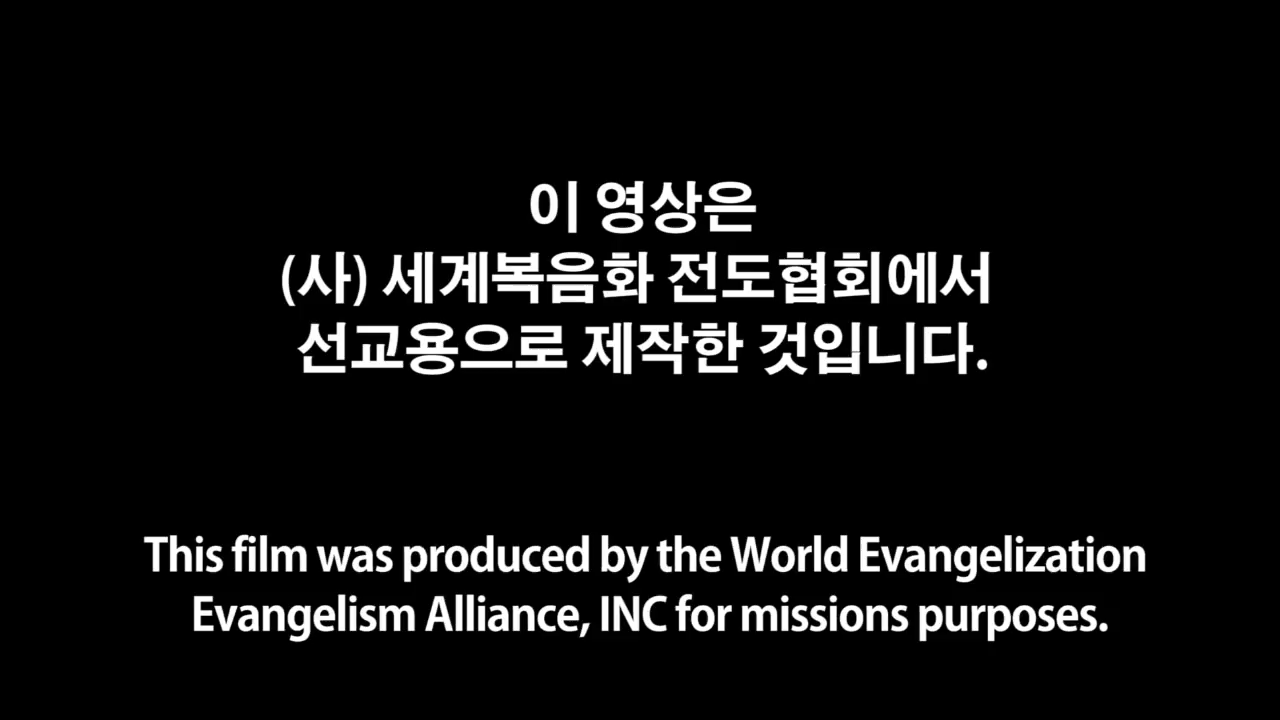 이 영상은
(사) 세계복음화 전도협회에서
선교용으로 제작한 것입니다.
This film was produced by the World Evangelization
Evangelism Alliance, INC for missions purposes.